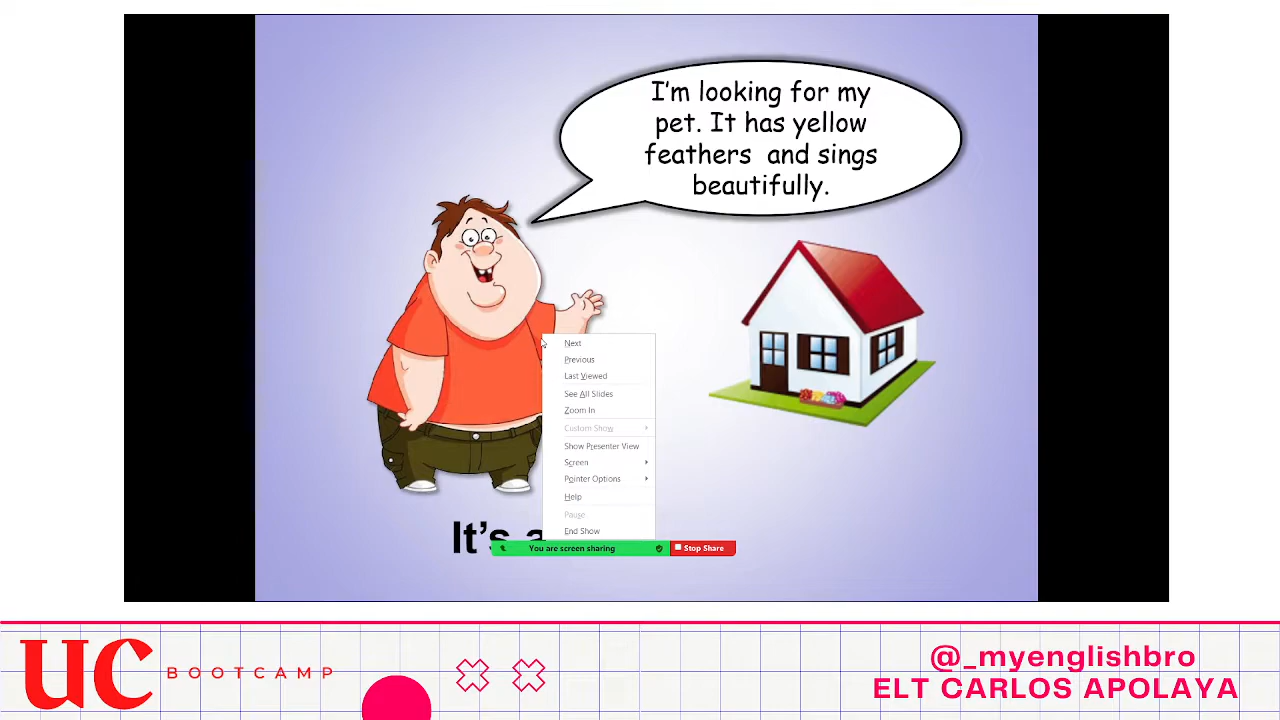 I'm looking for my
pet. It has yellow
feathers and sings
beautifully.
Next
Previous
Last Viewed
See All Slides
Zoom In
Custom Show
Show Presenter View
Screen
Pointer Options
Help
Pause
End Show
It's a
You are screen sharing
Stop Share
UC BOOTCAMP
@_myenglishbro
ELT CARLOS APOLAYA